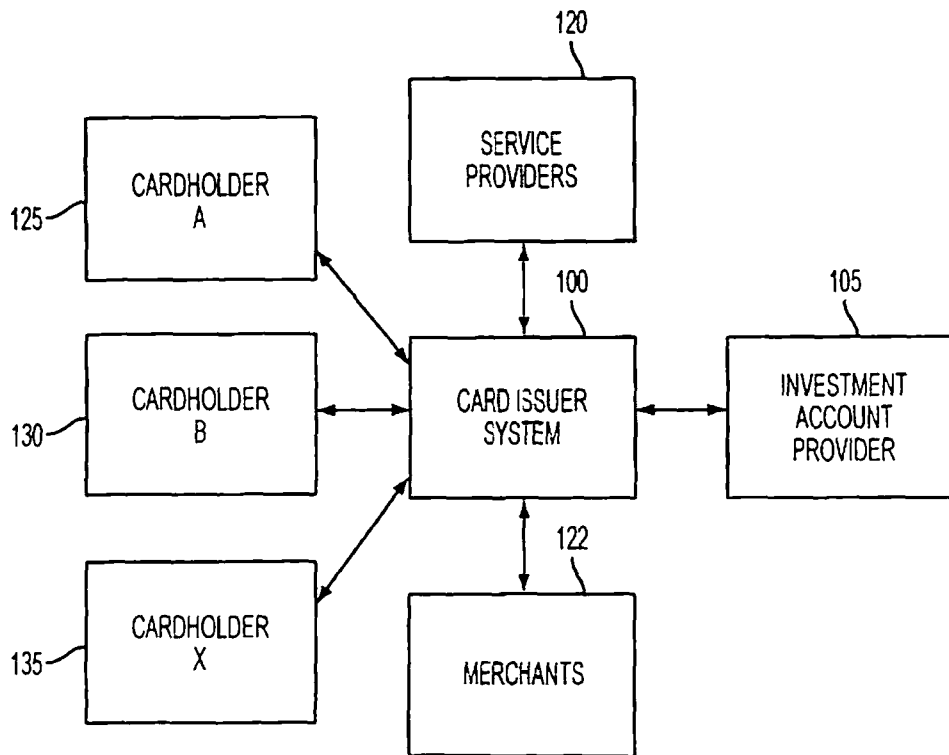 120
SERVICE
PROVIDERS
CARDHOLDER
A
125
100
105
CARDHOLDER
B
130
CARD ISSUER
SYSTEM
INVESTMENT
ACCOUNT
PROVIDER
122
CARDHOLDER
X
135
MERCHANTS